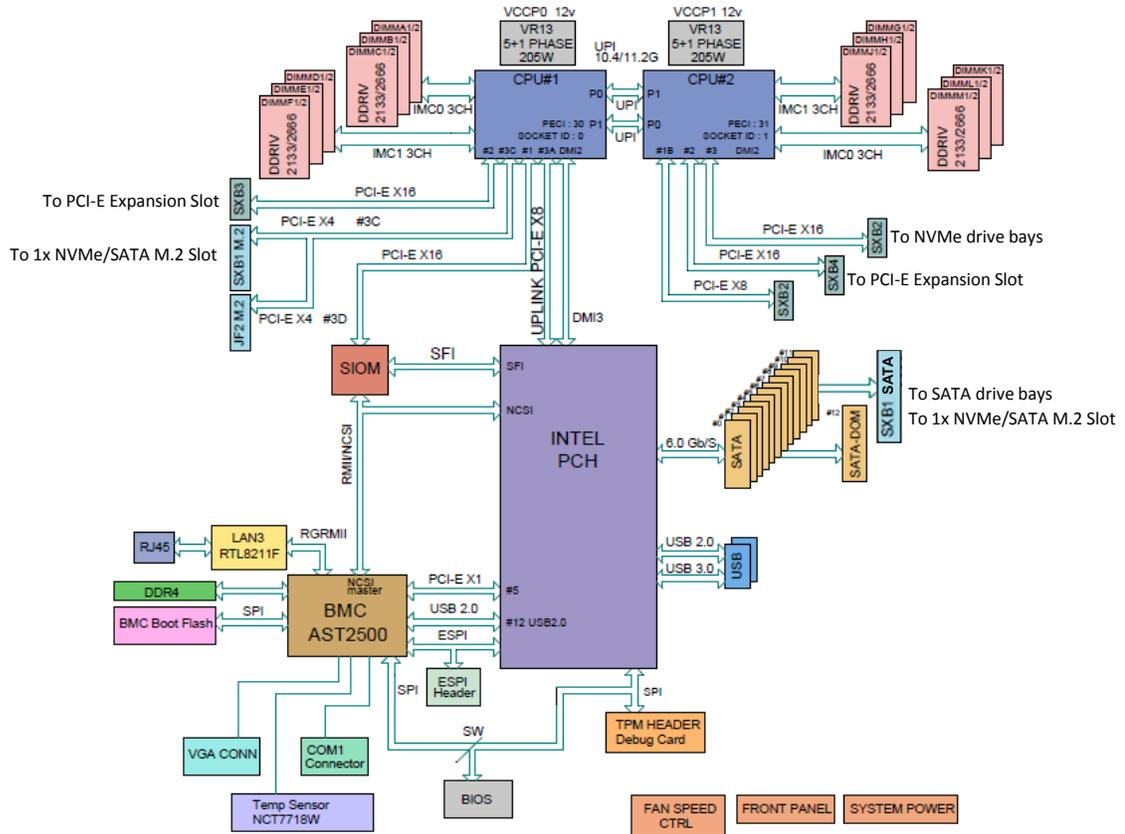 VCCP0 12v
VR13
5+1 PHASE
205W
VCCP1 12v
VR13
5+1 PHASE
205W
UPI
10.4/11.2G
DIMMA1/2
DIMMB1/2
DIMMC1/2
DDRIV
2133/2666
DIMMD1/2
DIMME1/2
DIMMF1/2
DDRIV
2133/2666
IMC0 3CH
IMC1 3CH
CPU#1
P0
P1
PECI : 30
SOCKET ID : 0
#2 #3C #1 #3A DMI2
UPI
UPI
CPU#2
P1
P0
PECI : 31
SOCKET ID : 1
#1B #2 #3 DMI2
DIMMG1/2
DIMMH1/2
DIMMJ1/2
DDRIV
2133/2666
DIMMK1/2
DIMML1/2
DIMMM1/2
DDRIV
2133/2666
IMC1 3CH
IMC0 3CH
To PCI-E Expansion Slot
SXB3
PCI-E X16
To 1x NVMe/SATA M.2 Slot
SXB1 M.2
PCI-E X4 #3C
JF2 M.2
PCI-E X4 #3D
PCI-E X16
UPLINK PCI-E X8
DMI3
PCI-E X16
SXB2
To NVMe drive bays
PCI-E X16
SXB4
To PCI-E Expansion Slot
PCI-E X8
SXB2
SIOM
SFI
SFI
NCSI
INTEL
PCH
RMII/NCSI
6.0 Gb/S
SATA
#11
#12
SATA-DOM
SXB1 SATA
To SATA drive bays
To 1x NVMe/SATA M.2 Slot
RJ45
LAN3
RTL8211F
RGRMII
DDR4
BMC Boot Flash
SPI
NCSI
master
BMC
AST2500
PCI-E X1
#5
USB 2.0
#12 USB2.0
ESPI
ESPI
Header
USB 2.0
USB 3.0
USB
SPI
SPI
TPM HEADER
Debug Card
SW
BIOS
VGA CONN
COM1
Connector
Temp Sensor
NCT7718W
FAN SPEED
CTRL
FRONT PANEL
SYSTEM POWER